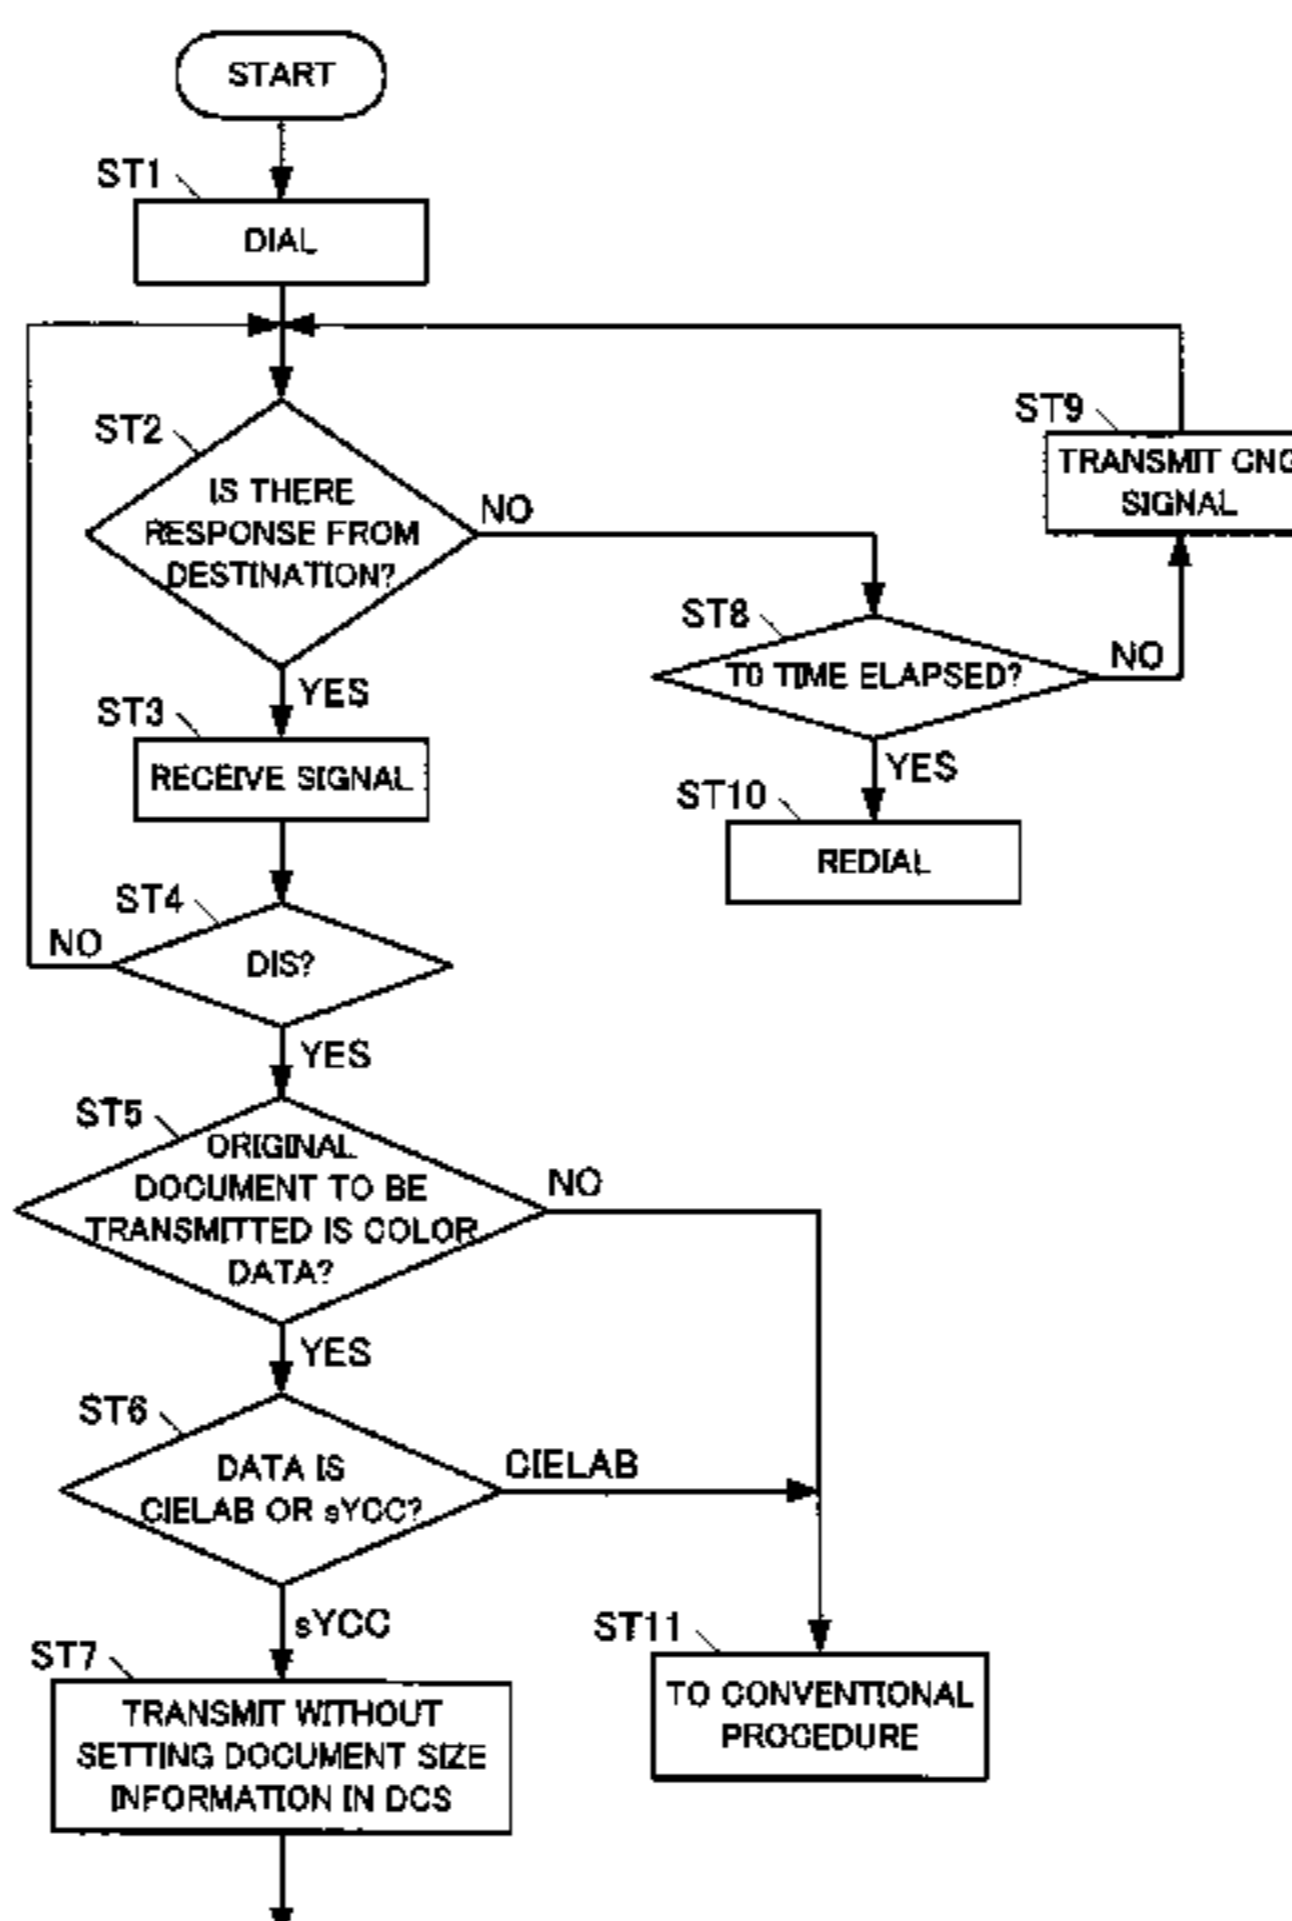 START
ST1
DIAL
ST2
IS THERE
RESPONSE FROM
DESTINATION?
NO
YES
ST9
TRANSMIT CNG
SIGNAL
ST8
T0 TIME ELAPSED?
NO
YES
ST10
REDIAL
ST3
RECEIVE SIGNAL
ST4
DIS?
NO
YES
ST5
ORIGINAL
DOCUMENT TO BE
TRANSMITTED IS COLOR
DATA?
NO
YES
ST6
DATA IS
CIELAB OR sYCC?
CIELAB
sYCC
ST7
TRANSMIT WITHOUT
SETTING DOCUMENT SIZE
INFORMATION IN DCS
ST11
TO CONVENTIONAL
PROCEDURE